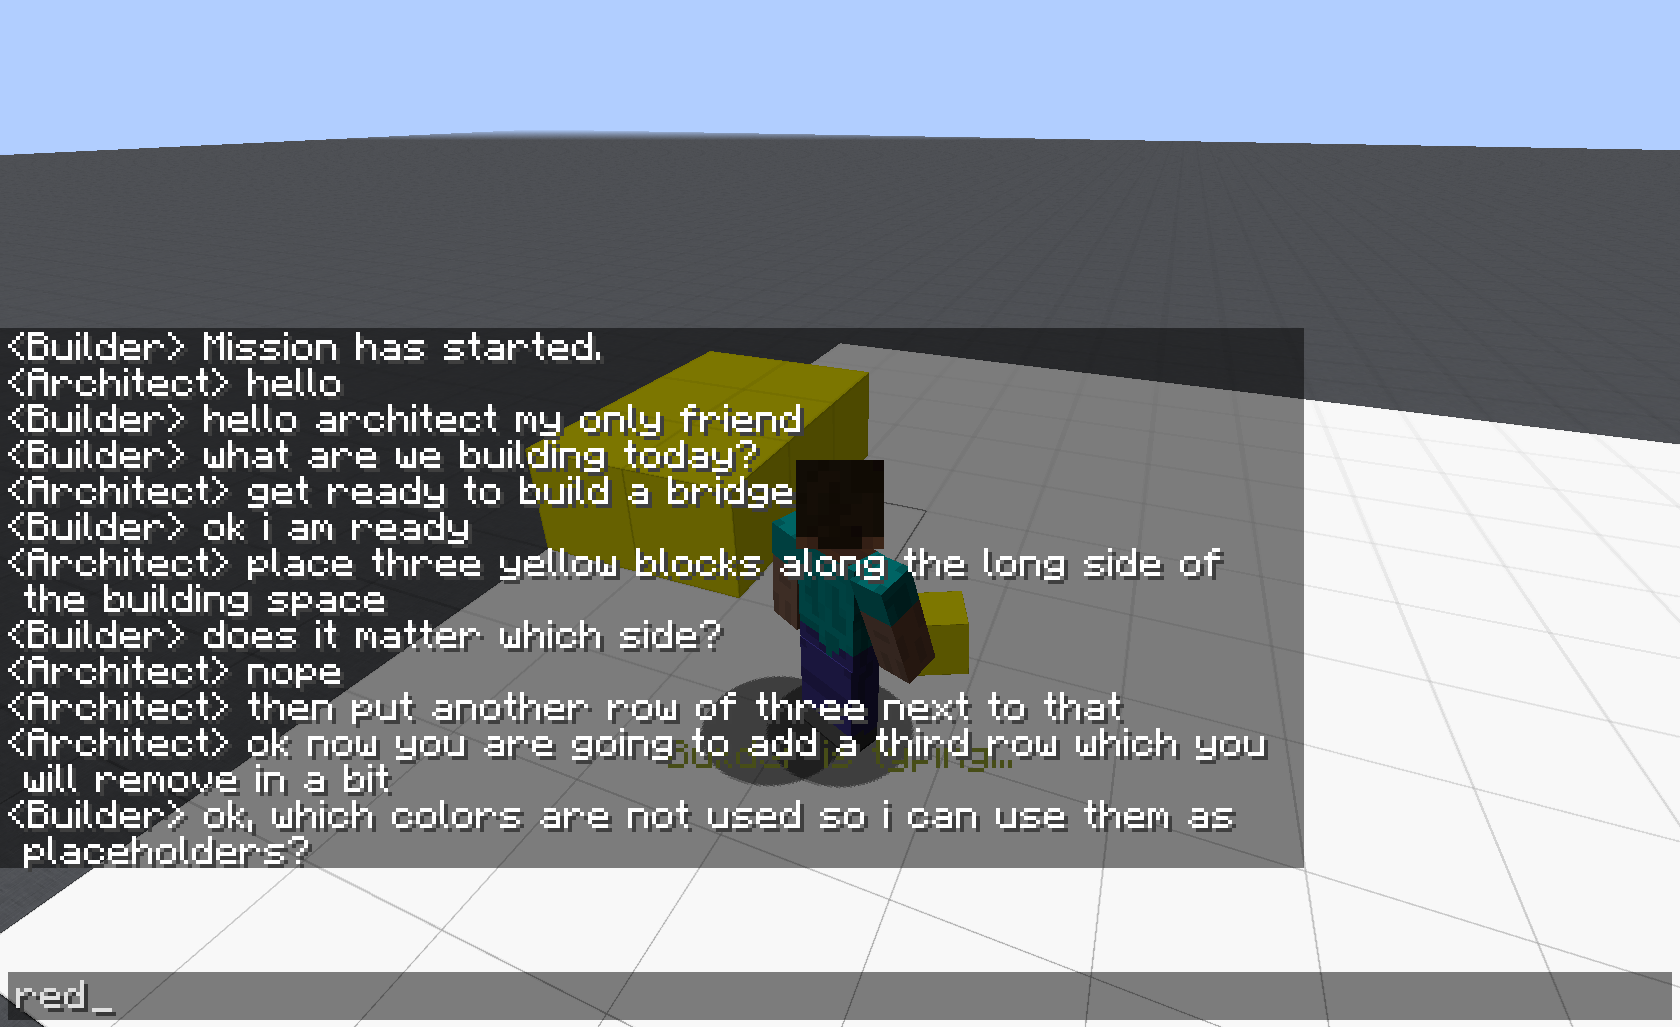 <Builder> Mission has started.
<Architect> hello
<Builder> hello architect my only friend
<Builder> what are we building today?
<Architect> get ready to build a bridge
<Builder> ok i am ready
<Architect> place three yellow blocks along the long side of
the building space
<Builder> does it matter which side?
<Architect> nope
<Architect> then put another row of three next to that
<Architect> ok now you are going to add a third row which you
will remove in a bit
Builder is typing...
<Builder> ok, which colors are not used so i can use them as
placeholders?
red_